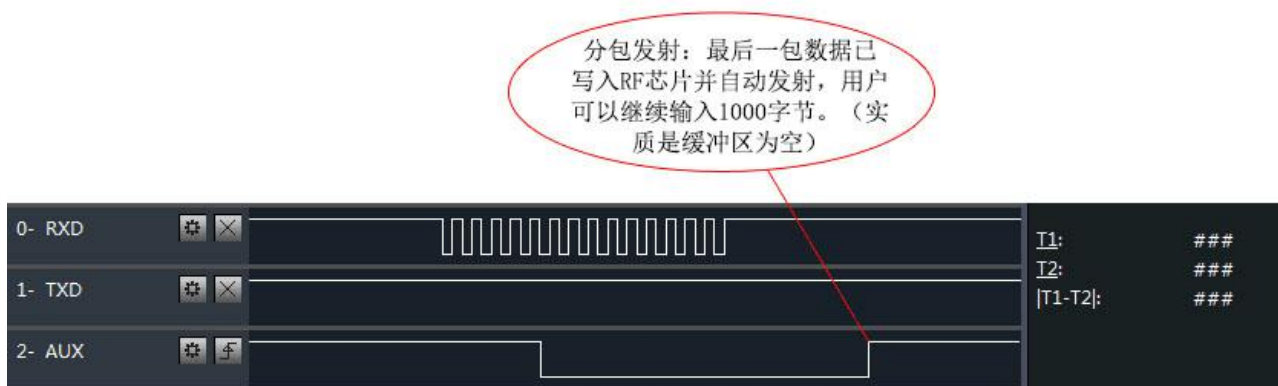 分包发射：最后一包数据已
写入RF芯片并自动发射，用户
可以继续输入1000字节。（实
质是缓冲区为空）
0- RXD
T1: ###
1- TXD
T2: ###
|T1-T2|: ###
2- AUX